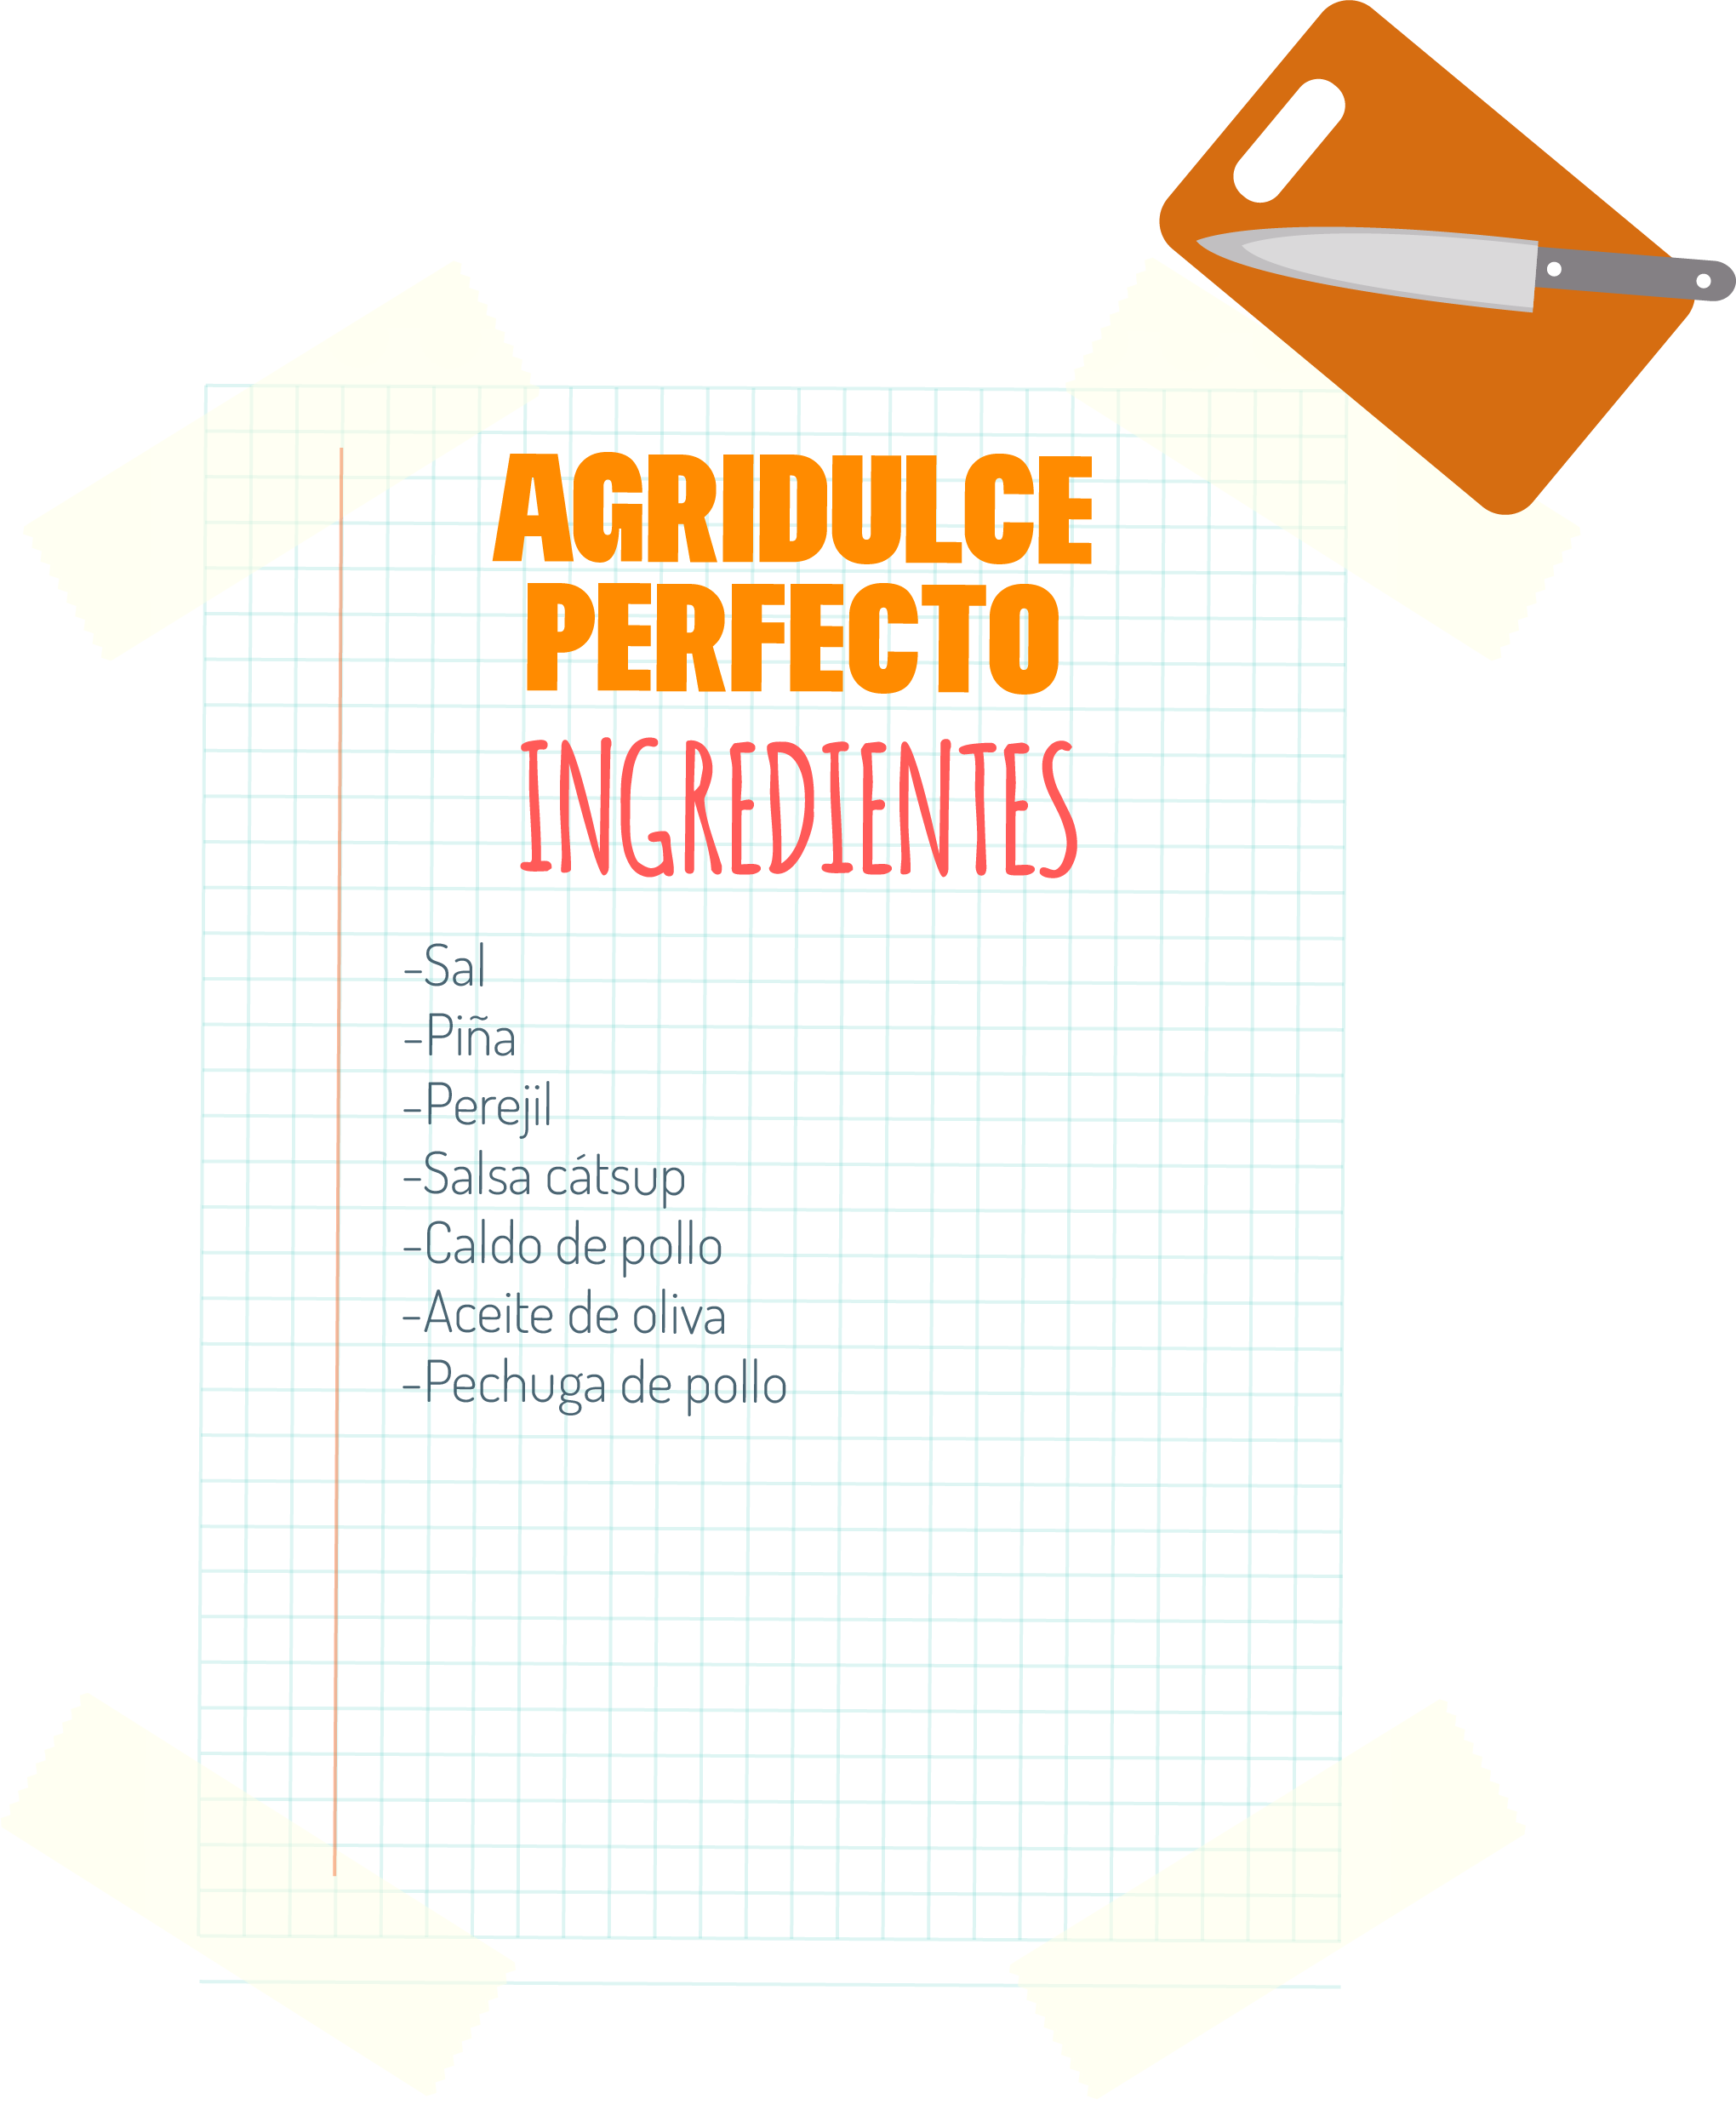 AGRIDULCE
PERFECTO
INGREDIENTES
-Sal
-Piña
-Perejil
-Salsa cátsup
-Caldo de pollo
-Aceite de oliva
-Pechuga de pollo